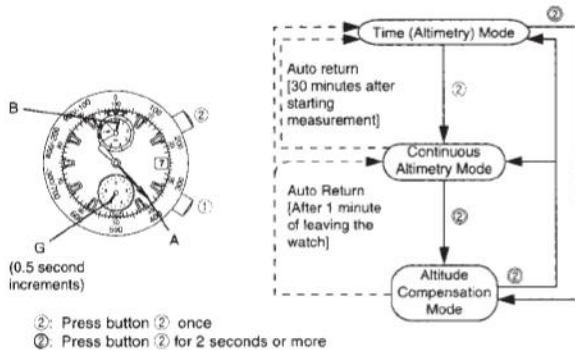 Time (Altimetry) Mode
②
Auto return
[30 minutes after
starting
measurement]
②
Continuous
Altimetry Mode
Auto Return
[After 1 minute
of leaving the
watch]
②
Altitude
Compensation
Mode
②
B
②
7
①
A
G
(0.5 second
increments)
②: Press button ② once
②: Press button ② for 2 seconds or more